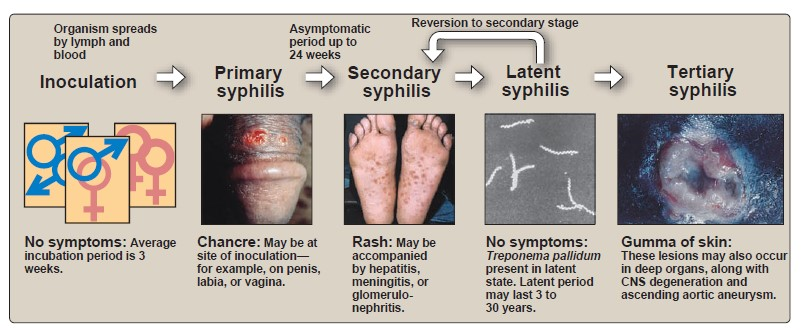 Organism spreads
by lymph and
blood
Asymptomatic
period up to
24 weeks
Reversion to secondary stage
Inoculation
Primary
syphilis
Secondary
syphilis
Latent
syphilis
Tertiary
syphilis
No symptoms: Average
incubation period is 3
weeks.
Chancre: May be at
site of inoculation—
for example, on penis,
labia, or vagina.
Rash: May be
accompanied
by hepatitis,
meningitis, or
glomerulo-
nephritis.
No symptoms:
Treponema pallidum
present in latent
state. Latent period
may last 3 to
30 years.
Gumma of skin:
These lesions may also occur
in deep organs, along with
CNS degeneration and
ascending aortic aneurysm.